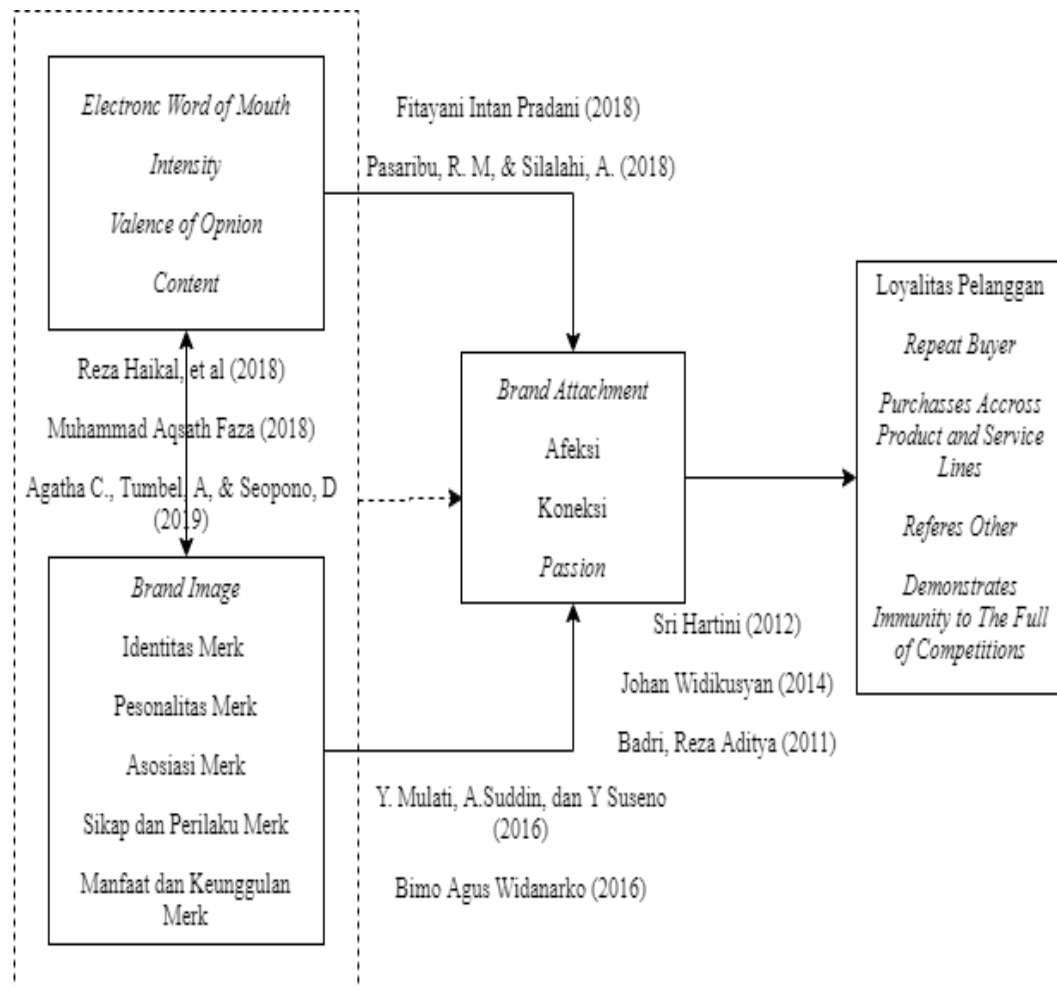 Electronc Word of Mouth
Intensity
Valence of Opnion
Content
Fitayani Intan Pradani (2018)
Pasaribu, R. M, & Silalahi, A. (2018)
Reza Haikal, et al (2018)
Muhammad Aqsath Faza (2018)
Agatha C., Tumbel, A, & Seopono, D
(2019)
Brand Image
Identitas Merk
Pesonalitas Merk
Asosiasi Merk
Sikap dan Perilaku Merk
Manfaat dan Keunggulan
Merk
Brand Attachment
Afeksi
Koneksi
Passion
Sri Hartini (2012)
Johan Widikusyan (2014)
Badri, Reza Aditya (2011)
Y. Mulati, A.Suddin, dan Y Suseno
(2016)
Bimo Agus Widanarko (2016)
Loyalitas Pelanggan
Repeat Buyer
Purchasses Accross
Product and Service
Lines
Referes Other
Demonstrates
Immunity to The Full
of Competitions